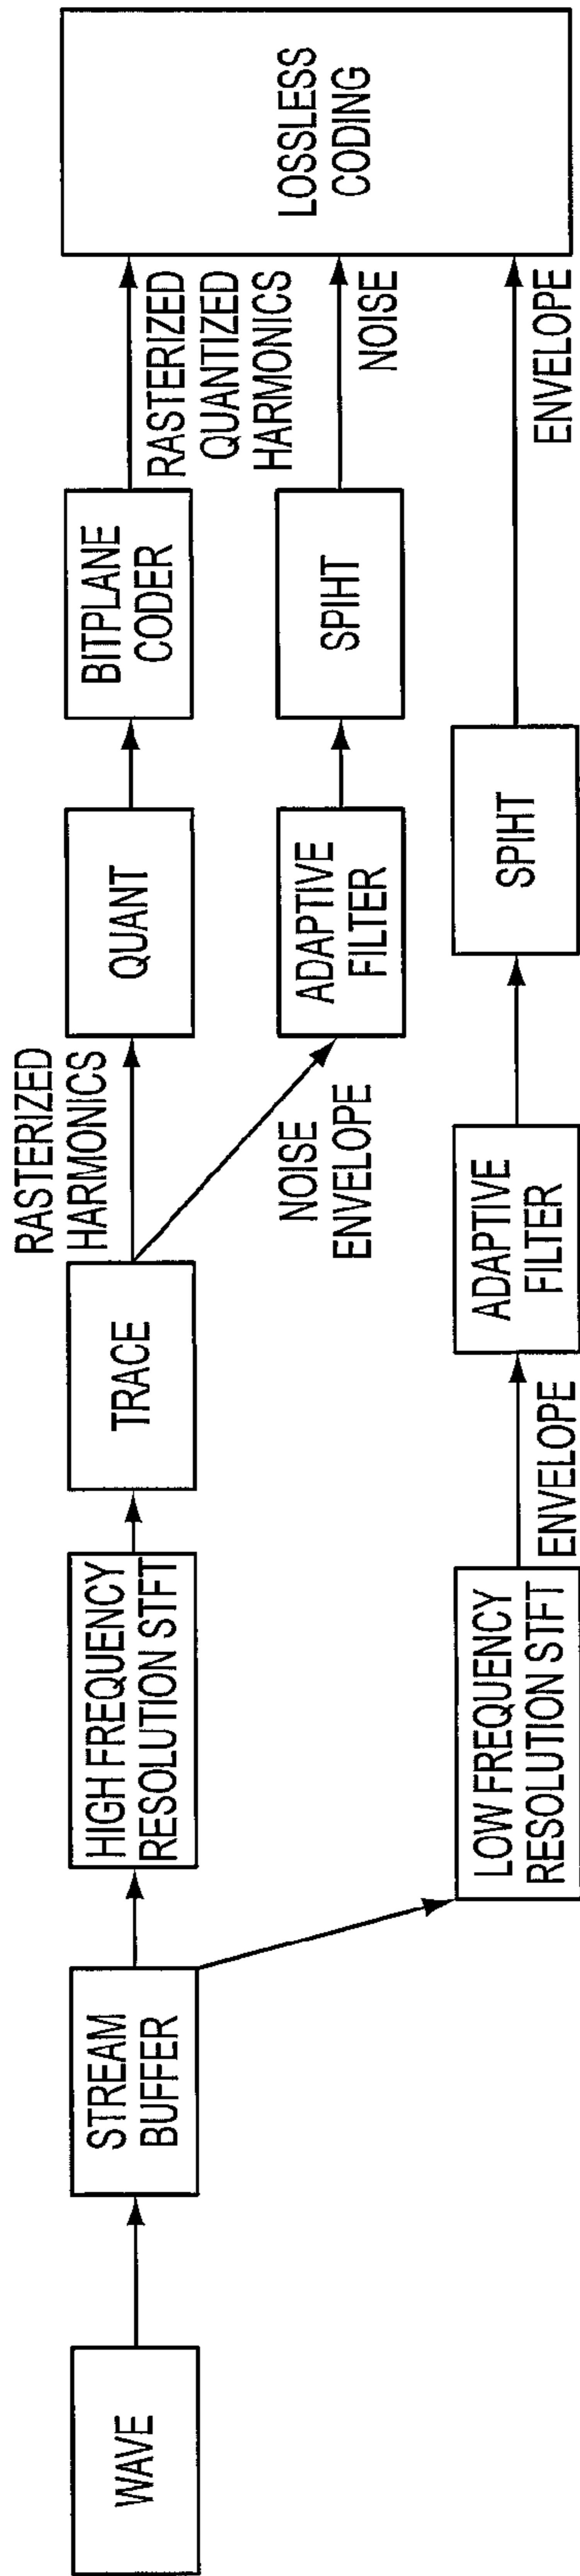 WAVE
STREAM
BUFFER
HIGH FREQUENCY
RESOLUTION STFT
TRACE
RASTERIZED
HARMONICS
QUANT
BITPLANE
CODER
RASTERIZED
QUANTIZED
HARMONICS
NOISE
ENVELOPE
ADAPTIVE
FILTER
SPIHT
NOISE
LOW FREQUENCY
RESOLUTION STFT
ENVELOPE
ADAPTIVE
FILTER
SPIHT
ENVELOPE
LOSSLESS
CODING